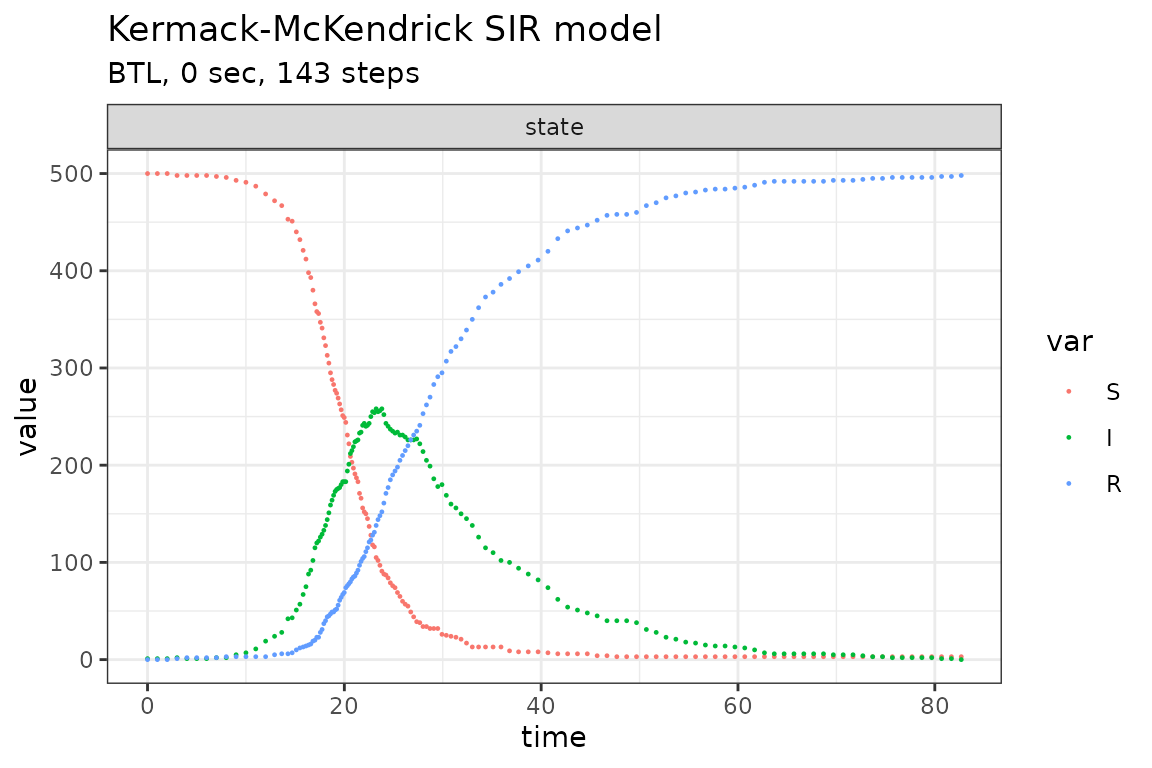 Kermack-McKendrick SIR model
BTL, 0 sec, 143 steps
state
500
400
300
200
100
0
value
0 20 40 60 80
time
var
S
I
R